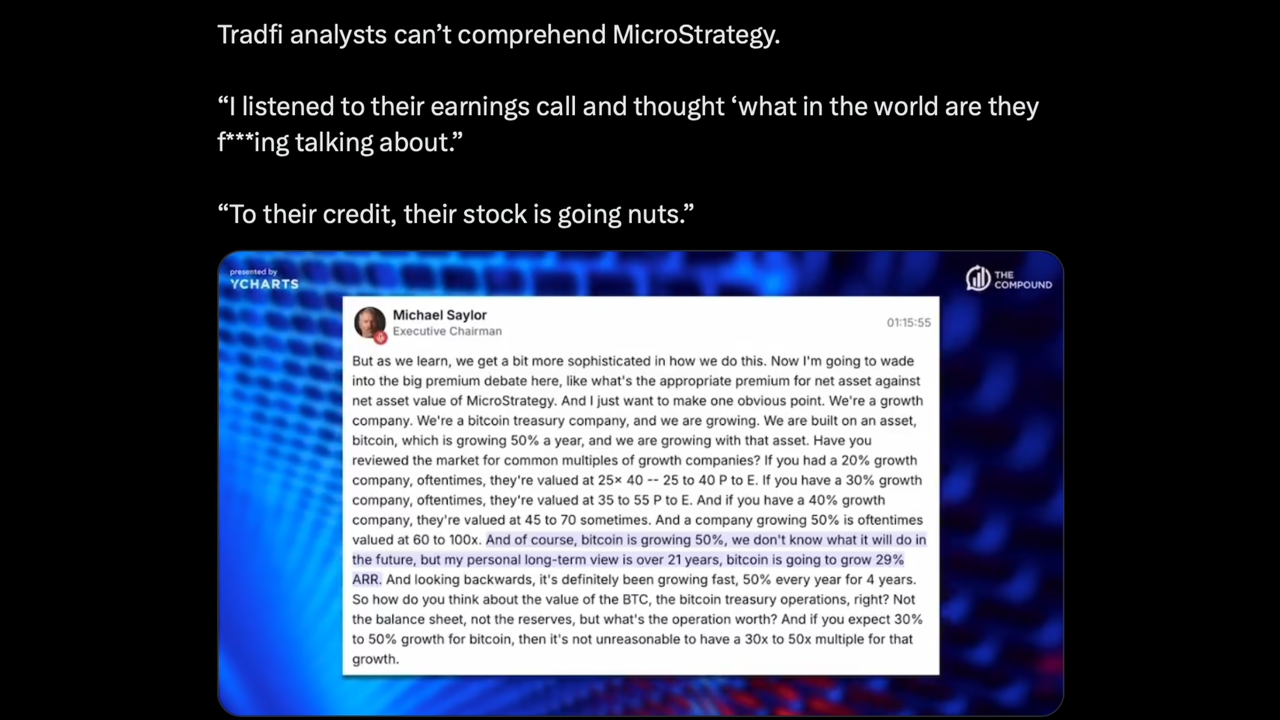 Tradfi analysts can’t comprehend MicroStrategy.
“I listened to their earnings call and thought ‘what in the world are they
f***ing talking about.”
“To their credit, their stock is going nuts.”
presented by
YCHARTS
THE
COMPOUND
Michael Saylor
Executive Chairman
01:15:55
But as we learn, we get a bit more sophisticated in how we do this. Now I'm going to wade
into the big premium debate here, like what's the appropriate premium for net asset against
net asset value of MicroStrategy. And I just want to make one obvious point. We're a growth
company. We're a bitcoin treasury company, and we are growing. We are built on an asset,
bitcoin, which is growing 50% a year, and we are growing with that asset. Have you
reviewed the market for common multiples of growth companies? If you had a 20% growth
company, oftentimes, they're valued at 25× 40 -- 25 to 40 P to E. If you have a 30% growth
company, oftentimes, they're valued at 35 to 55 P to E. And if you have a 40% growth
company, they're valued at 45 to 70 sometimes. And a company growing 50% is oftentimes
valued at 60 to 100x. And of course, bitcoin is growing 50%, we don't know what it will do in
the future, but my personal long-term view is over 21 years, bitcoin is going to grow 29%
ARR. And looking backwards, it's definitely been growing fast, 50% every year for 4 years.
So how do you think about the value of the BTC, the bitcoin treasury operations, right? Not
the balance sheet, not the reserves, but what's the operation worth? And if you expect 30%
to 50% growth for bitcoin, then it's not unreasonable to have a 30x to 50x multiple for that
growth.